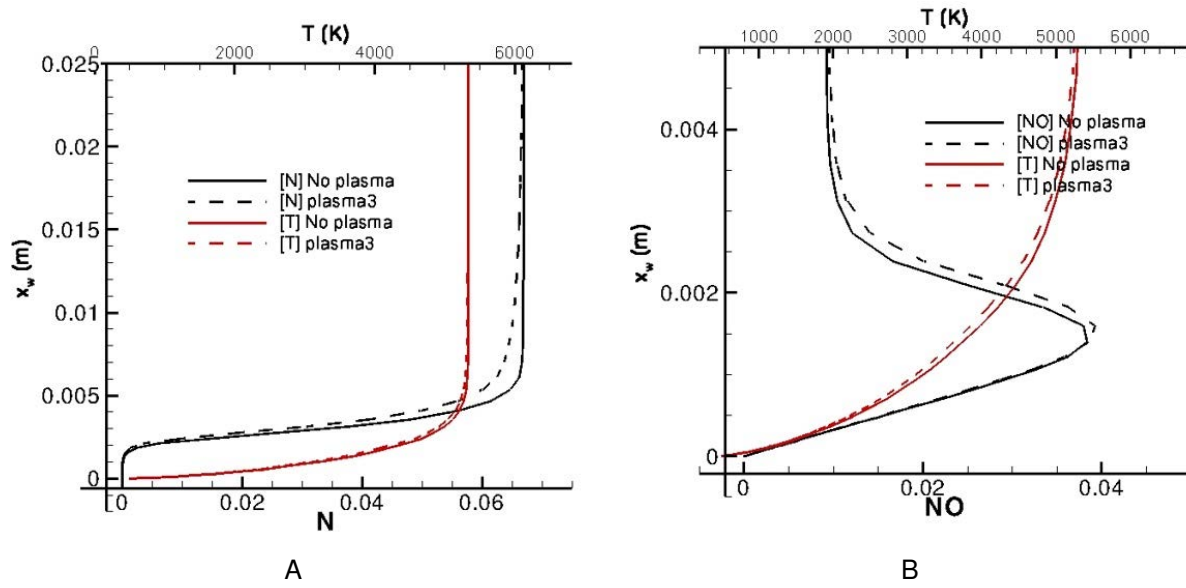 T (K)
0 2000 4000 6000
0.025
0.02
0.015
0.01
0.005
0
x_w (m)
[N] No plasma
[N] plasma3
[T] No plasma
[T] plasma3
0 0.02 0.04 0.06
N
A
T (K)
1000 2000 3000 4000 5000 6000
0.004
0.002
0
x_w (m)
[NO] No plasma
[NO] plasma3
[T] No plasma
[T] plasma3
0 0.02 0.04
NO
B